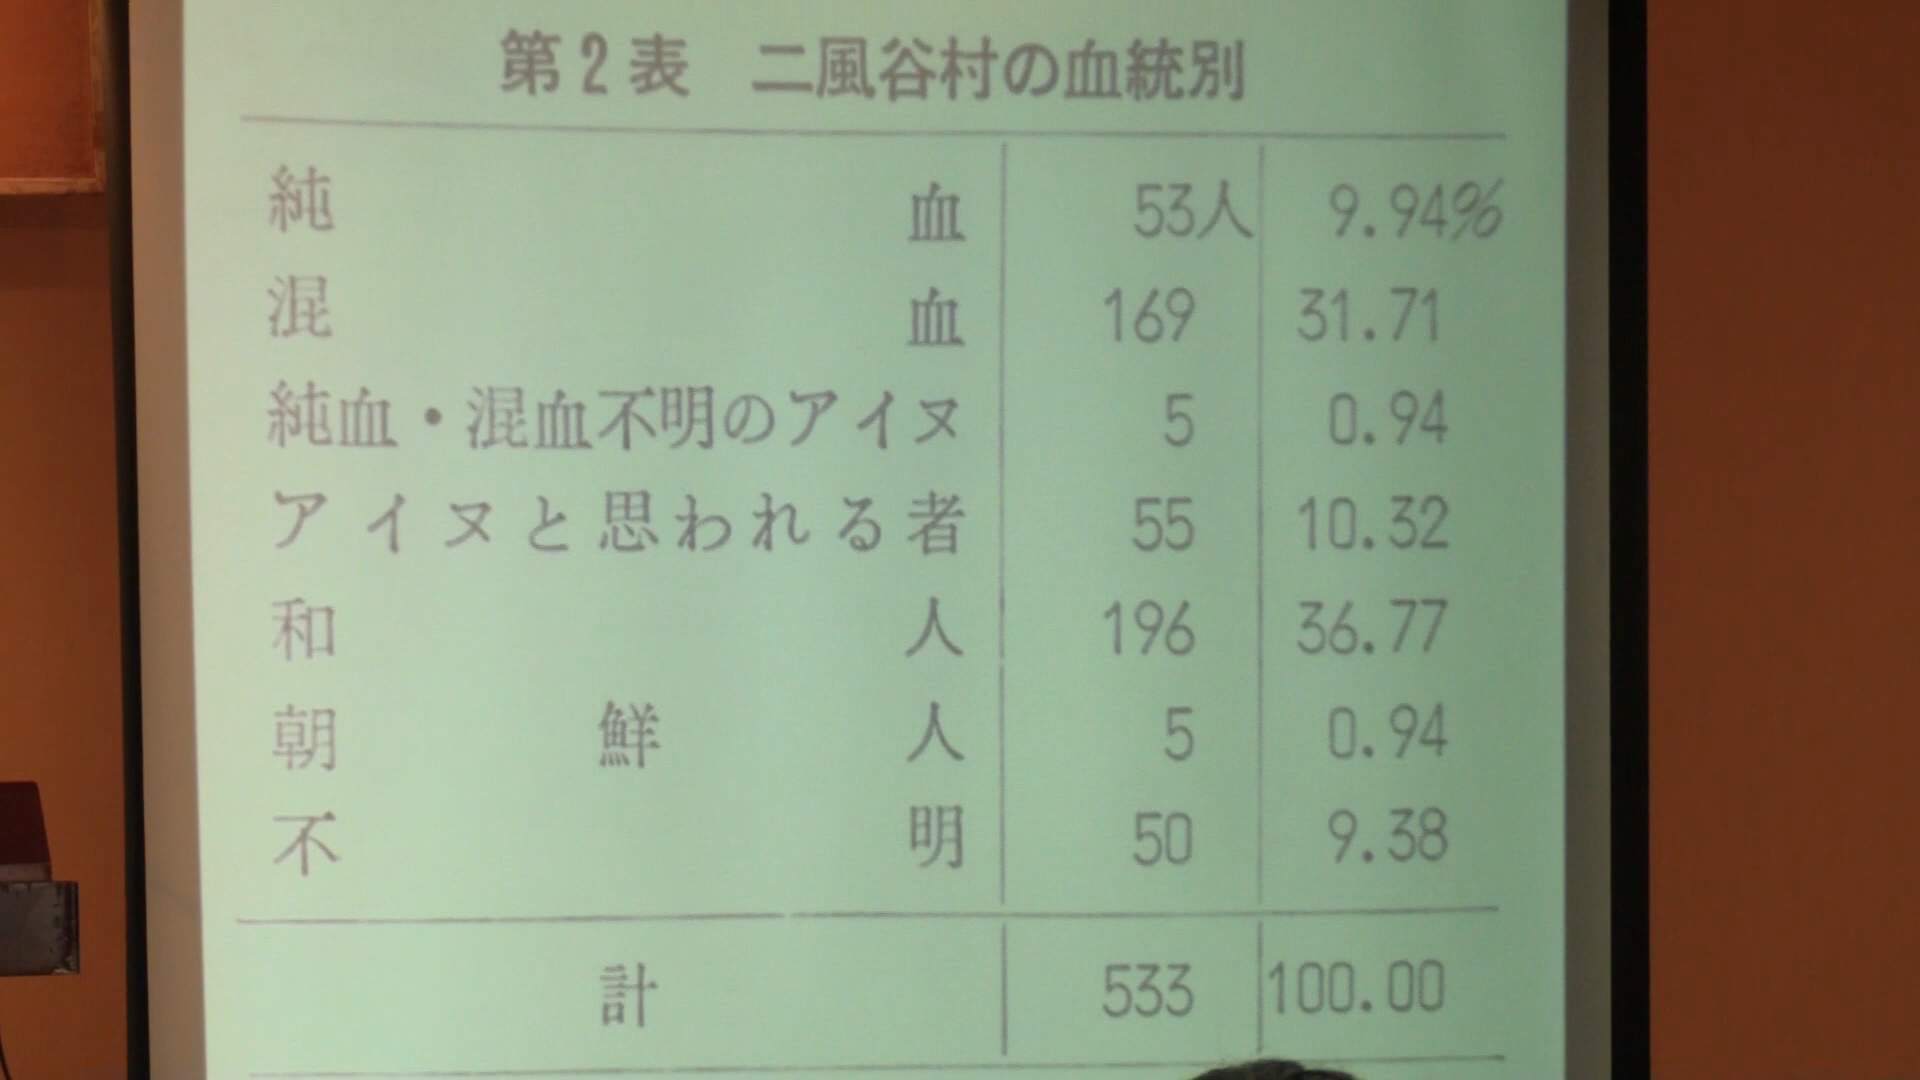 第2表 二風谷村の血統別
純血 53人 9.94%
混血 169 31.71
純血・混血不明のアイヌ 5 0.94
アイヌと思われる者 55 10.32
和人 196 36.77
朝鮮人 5 0.94
不明 50 9.38
計 533 100.00